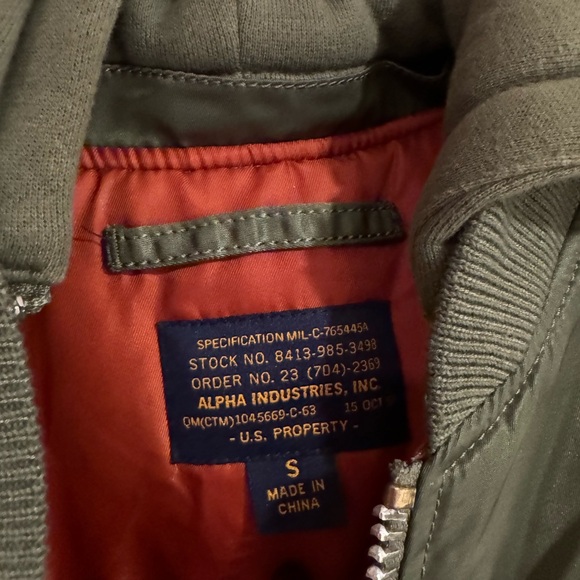 SPECIFICATION MIL-C-765445A
STOCK NO. 8413-985-3498
ORDER NO. 23 (704)-2369
ALPHA INDUSTRIES, INC.
QM(CTM)1045669-C-63 15 OCT
- U.S. PROPERTY -
S
MADE IN
CHINA